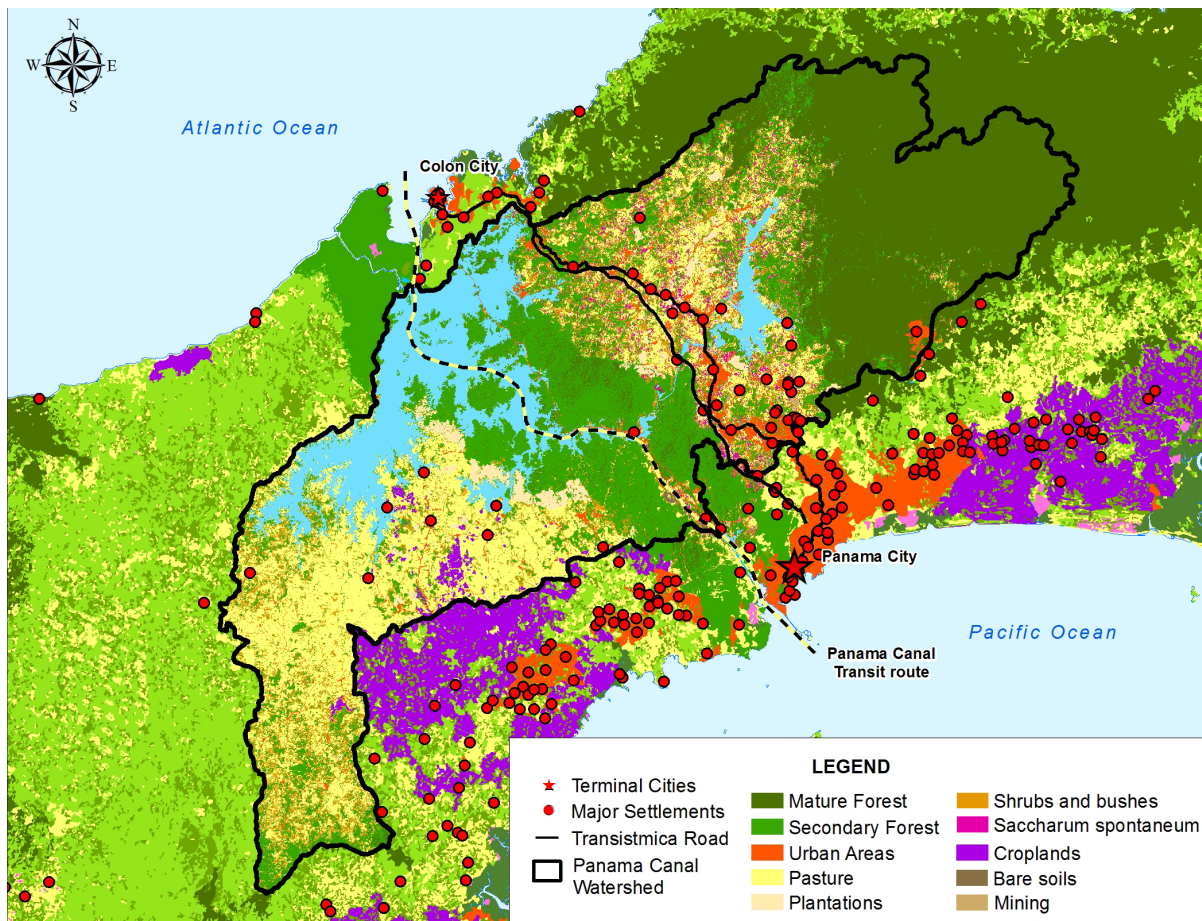 N
W E
S
Atlantic Ocean
Colon City
Panama City
Pacific Ocean
Panama Canal
Transit route
LEGEND
Terminal Cities
Major Settlements
Transistmica Road
Panama Canal
Watershed
Mature Forest
Secondary Forest
Urban Areas
Pasture
Plantations
Shrubs and bushes
Saccharum spontaneum
Croplands
Bare soils
Mining